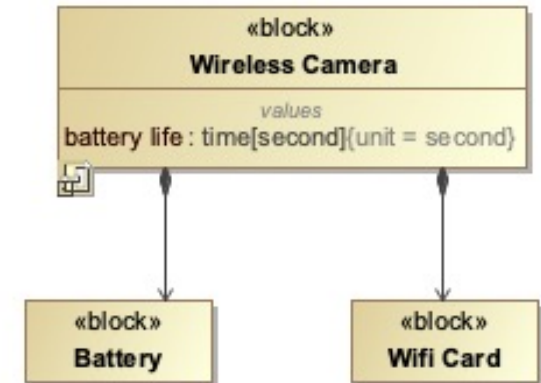 «block»
Wireless Camera
values
battery life : time[second]{unit = second}
«block»
Battery
«block»
Wifi Card